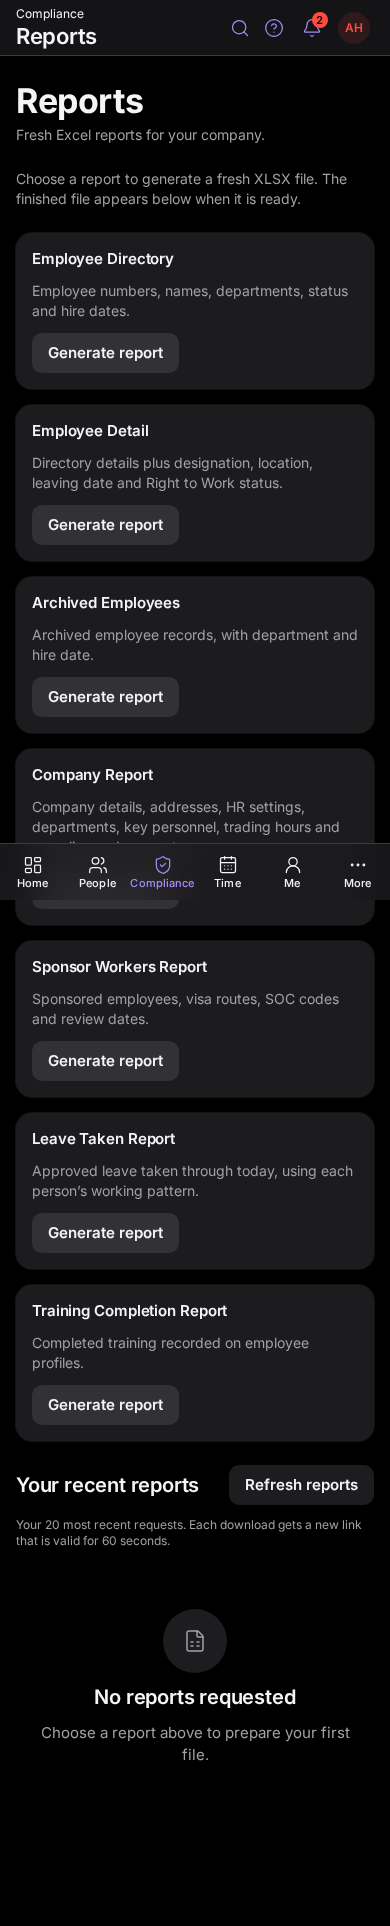 Compliance
Reports
2
AH
Reports
Fresh Excel reports for your company.
Choose a report to generate a fresh XLSX file. The
finished file appears below when it is ready.
Employee Directory
Employee numbers, names, departments, status
and hire dates.
Generate report
Employee Detail
Directory details plus designation, location,
leaving date and Right to Work status.
Generate report
Archived Employees
Archived employee records, with department and
hire date.
Generate report
Company Report
Company details, addresses, HR settings,
departments, key personnel, trading hours and
Home
People
Compliance
Time
Me
More
Sponsor Workers Report
Sponsored employees, visa routes, SOC codes
and review dates.
Generate report
Leave Taken Report
Approved leave taken through today, using each
person’s working pattern.
Generate report
Training Completion Report
Completed training recorded on employee
profiles.
Generate report
Your recent reports
Refresh reports
Your 20 most recent requests. Each download gets a new link
that is valid for 60 seconds.
No reports requested
Choose a report above to prepare your first
file.